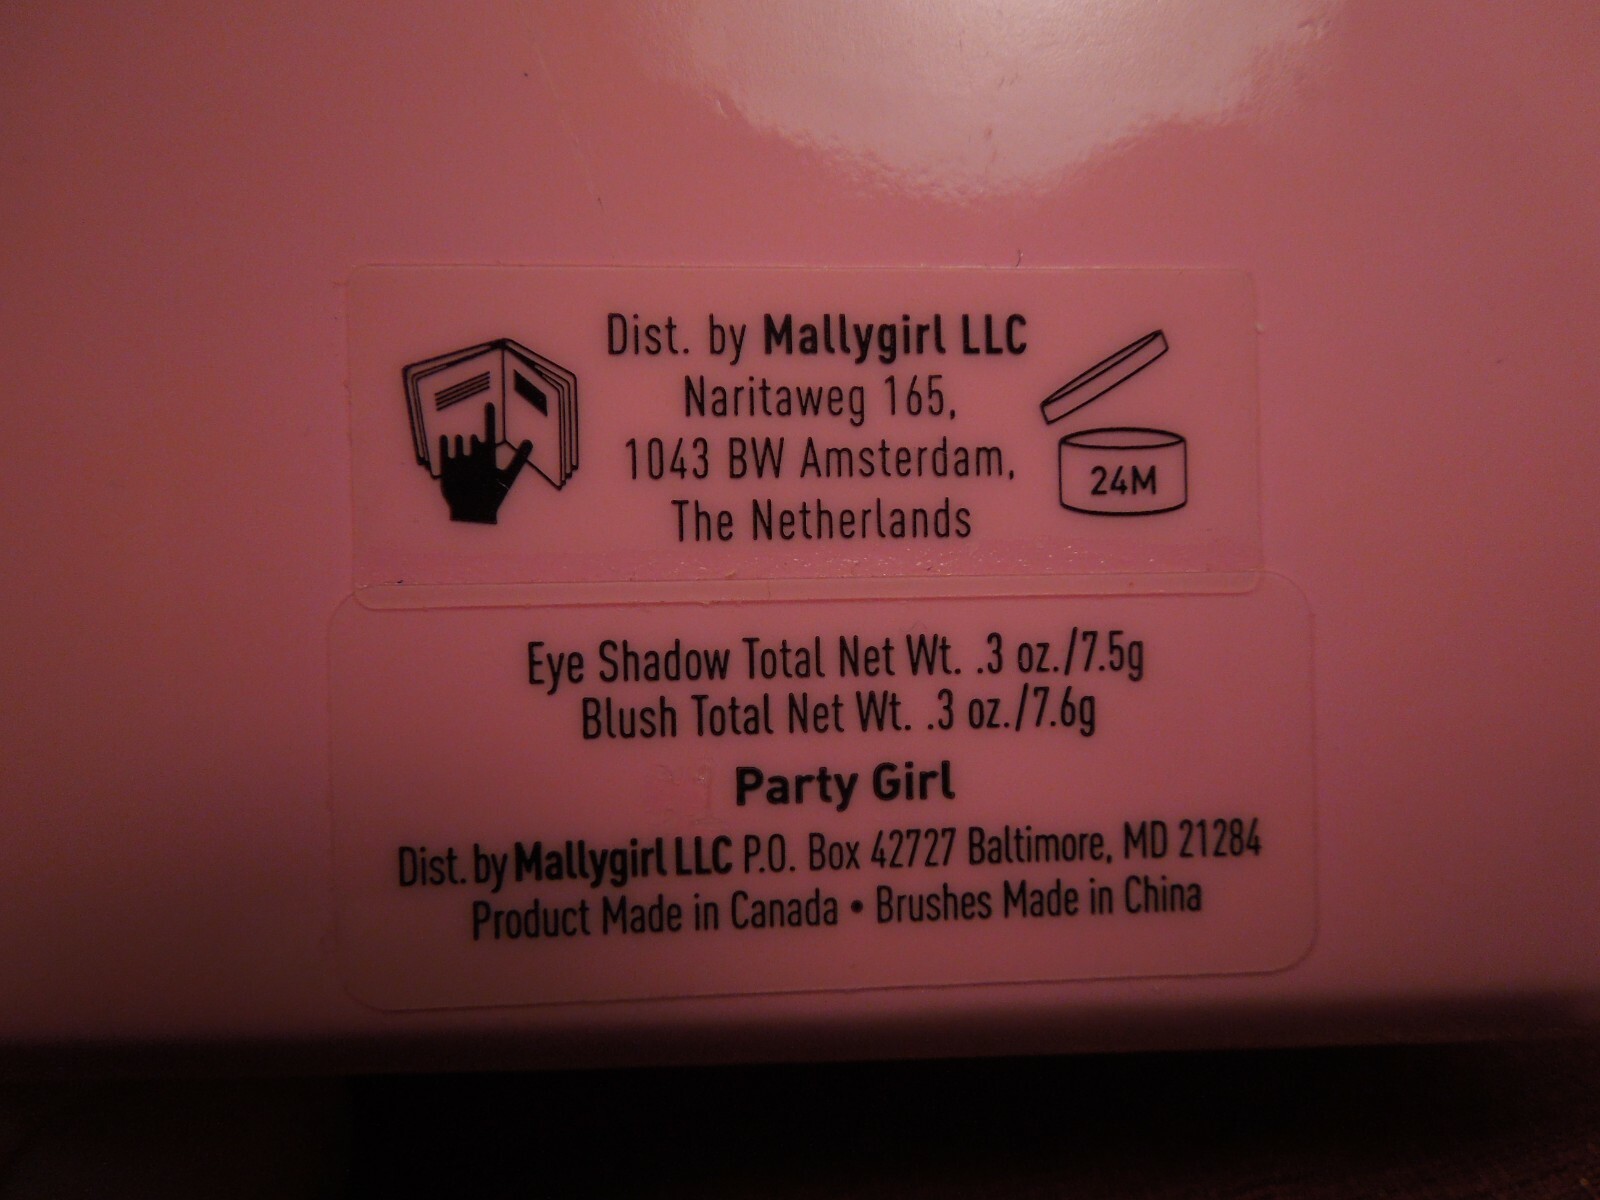 Dist. by Mallygirl LLC
Naritaweg 165,
1043 BW Amsterdam,
The Netherlands
24M
Eye Shadow Total Net Wt. .3 oz./7.5g
Blush Total Net Wt. .3 oz./7.6g
Party Girl
Dist. by Mallygirl LLC P.O. Box 42727 Baltimore, MD 21284
Product Made in Canada • Brushes Made in China